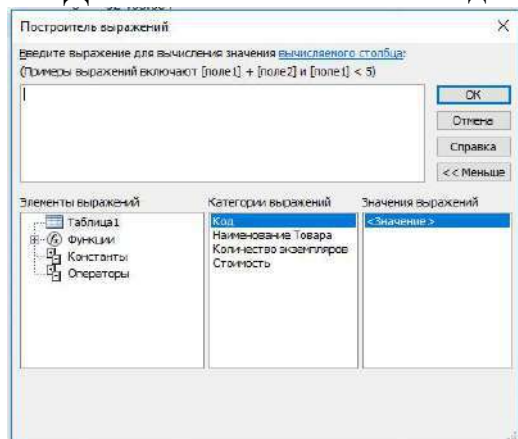 Построитель выражений
Введите выражение для вычисления значения вычисляемого столбца:
(Примеры выражений включают [поле1] + [поле2] и [поле1] < 5)
ОК
Отмена
Справка
<< Меньше
Элементы выражений
Категории выражений
Значения выражений
Таблица1
Функции
Константы
Операторы
Код
Наименование Товара
Количество экземпляров
Стоимость
<Значение>